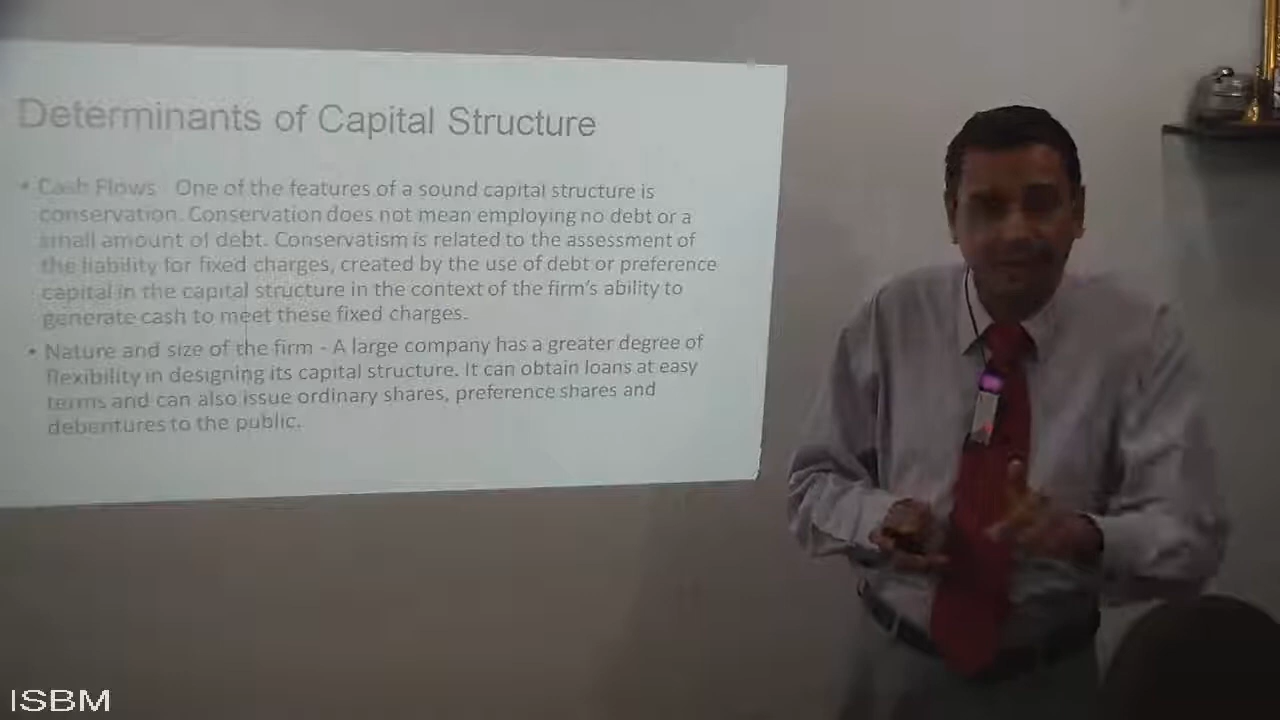 Determinants of Capital Structure
• Cash Flows - One of the features of a sound capital structure is
conservation. Conservation does not mean employing no debt or a
small amount of debt. Conservatism is related to the assessment of
the liability for fixed charges, created by the use of debt or preference
capital in the capital structure in the context of the firm's ability to
generate cash to meet these fixed charges.
• Nature and size of the firm - A large company has a greater degree of
flexibility in designing its capital structure. It can obtain loans at easy
terms and can also issue ordinary shares, preference shares and
debentures to the public.
ISBM